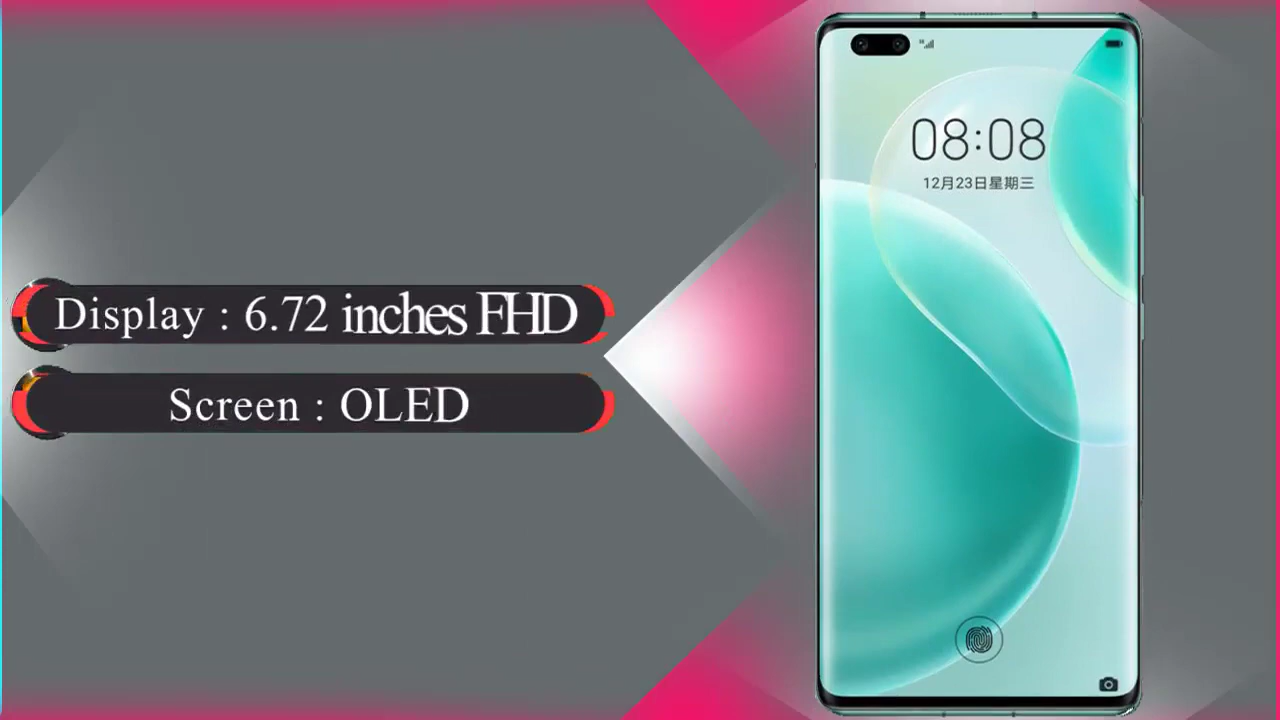 Display : 6.72 inches FHD
Screen : OLED
08:08
12月23日星期三